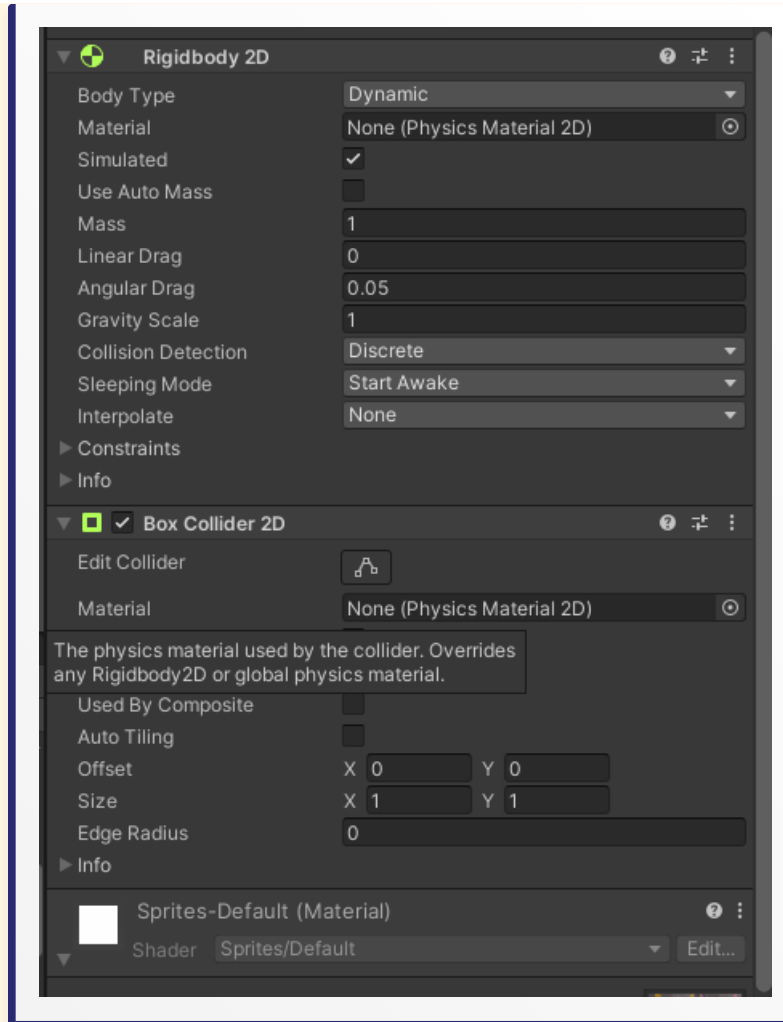 Rigidbody 2D
Body Type Dynamic
Material None (Physics Material 2D)
Simulated
Use Auto Mass
Mass 1
Linear Drag 0
Angular Drag 0.05
Gravity Scale 1
Collision Detection Discrete
Sleeping Mode Start Awake
Interpolate None
Constraints
Info
Box Collider 2D
Edit Collider
Material None (Physics Material 2D)
The physics material used by the collider. Overrides
any Rigidbody2D or global physics material.
Used By Composite
Auto Tiling
Offset X 0 Y 0
Size X 1 Y 1
Edge Radius 0
Info
Sprites-Default (Material)
Shader Sprites/Default Edit...